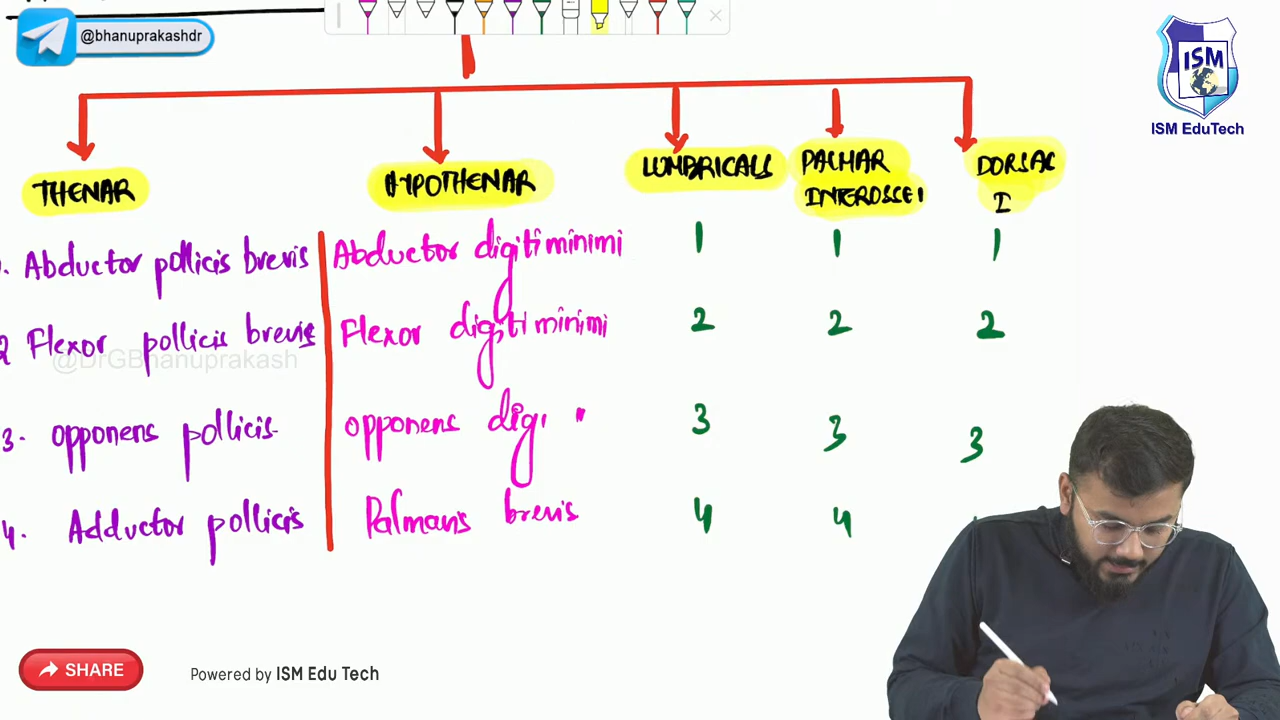 @bhanuprakashdr
ISM
ISM EduTech
THENAR
HYPOTHENAR
LUMBRICALS
PALMAR
INTEROSSEI
DORSAL
I
1. Abductor pollicis brevis
Abductor digiti minimi
1
1
1
2 Flexor pollicis brevis
Flexor digiti minimi
2
2
2
@DrGBhanuprakash
3. opponens pollicis
opponens digi "
3
3
3
4. Adductor pollicis
Palmaris brevis
4
4
SHARE
Powered by ISM Edu Tech